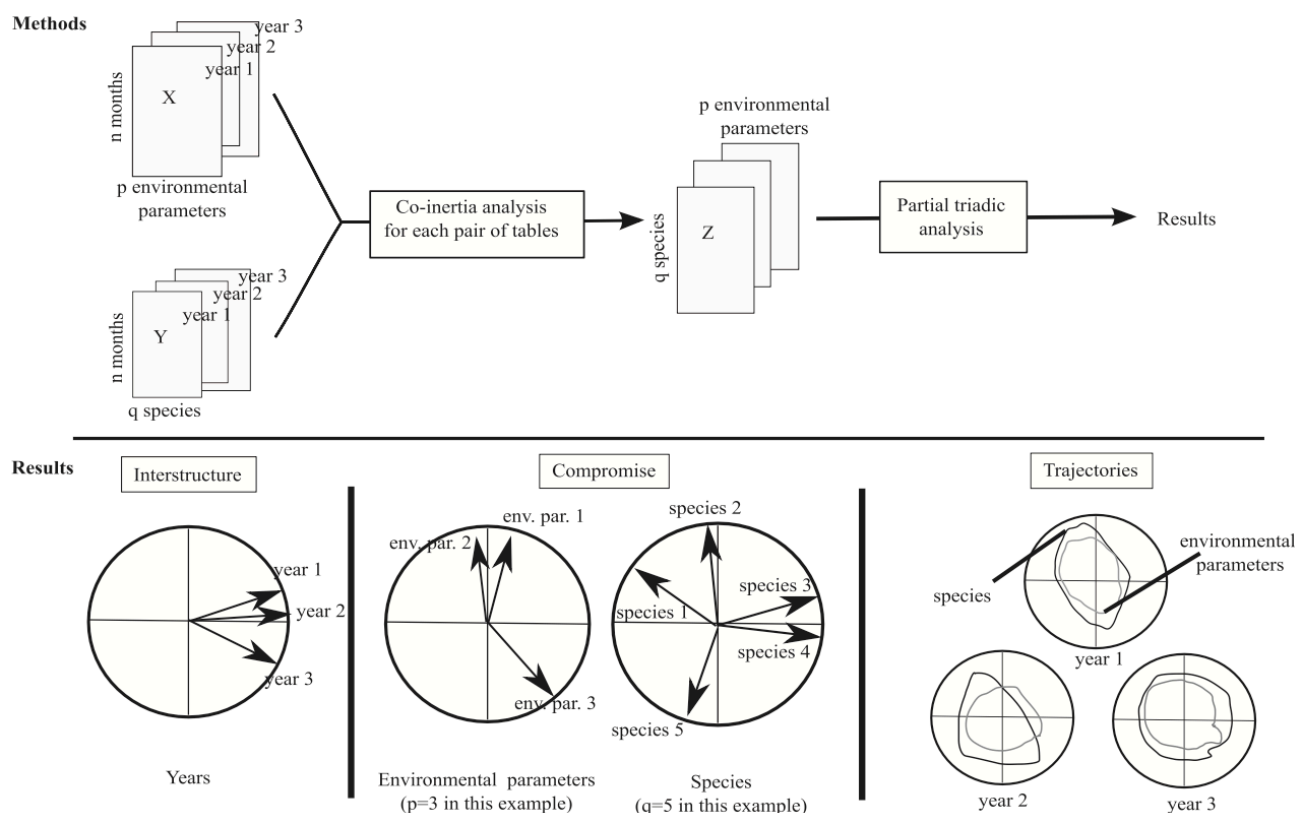 Methods
year 3
year 2
year 1
n months
X
p environmental
parameters
year 3
year 2
year 1
n months
Y
q species
Co-inertia analysis
for each pair of tables
p environmental
parameters
q species
Z
Partial triadic
analysis
Results
Results
Interstructure
year 1
year 2
year 3
Years
Compromise
env. par. 1
env. par. 2
env. par. 3
Environmental parameters
(p=3 in this example)
species 2
species 3
species 1
species 4
species 5
Species
(q=5 in this example)
Trajectories
environmental
parameters
species
year 1
year 2
year 3